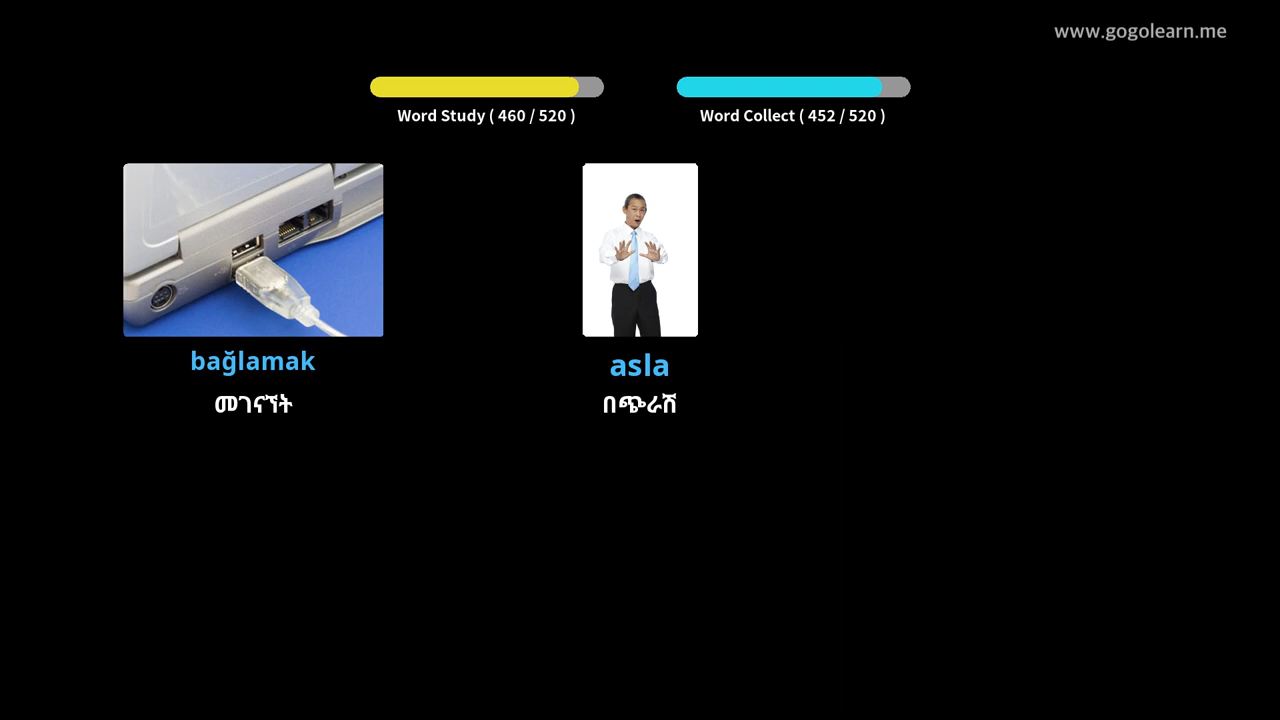 www.gogolearn.me
Word Study ( 460 / 520 )
Word Collect ( 452 / 520 )
bağlamak
መገናኘት
asla
በጭራሽ